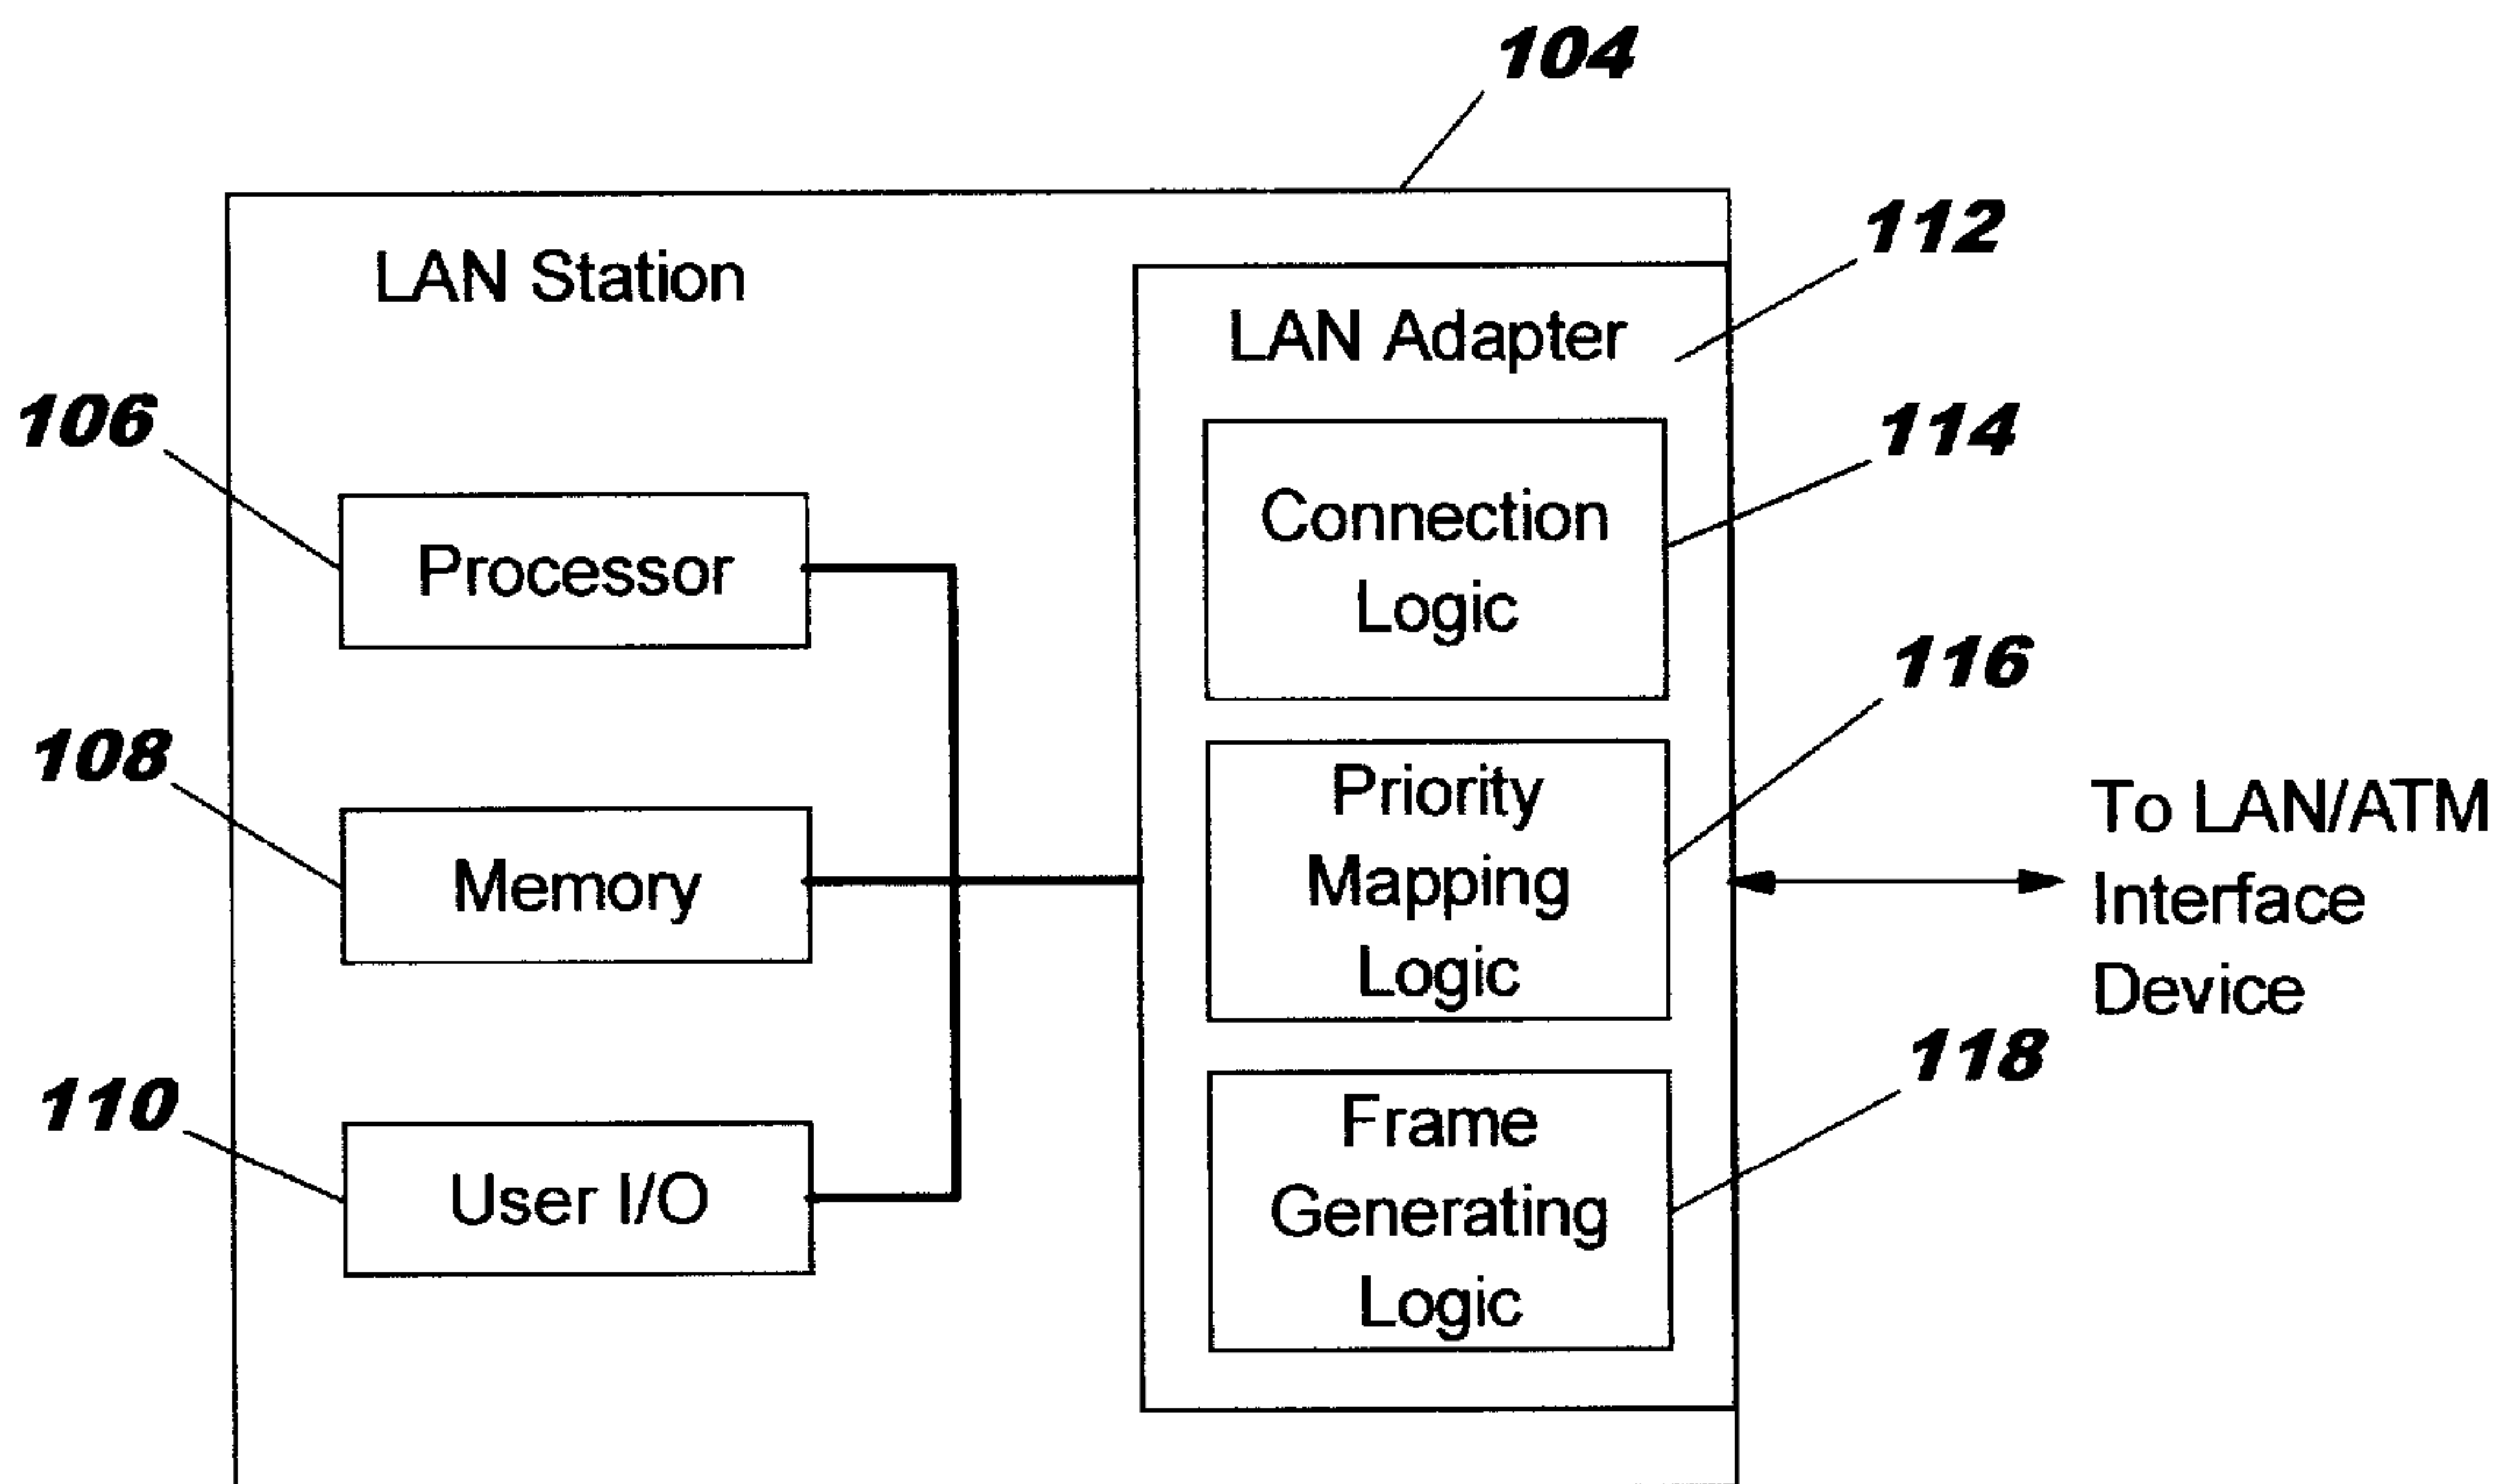 104
LAN Station
112
LAN Adapter
106
114
Connection
Logic
Processor
116
108
Priority
Mapping
Logic
To LAN/ATM
Interface
Device
Memory
118
110
Frame
Generating
Logic
User I/O